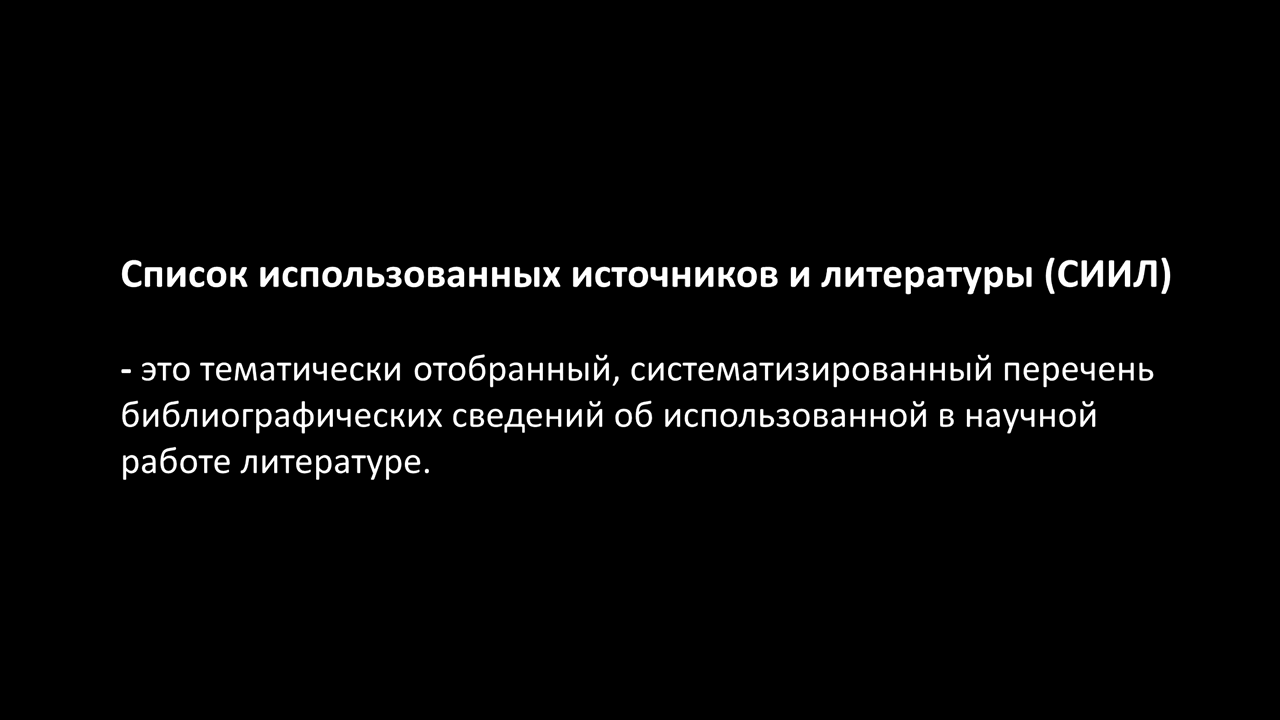 Список использованных источников и литературы (СИИЛ)
- это тематически отобранный, систематизированный перечень
библиографических сведений об использованной в научной
работе литературе.